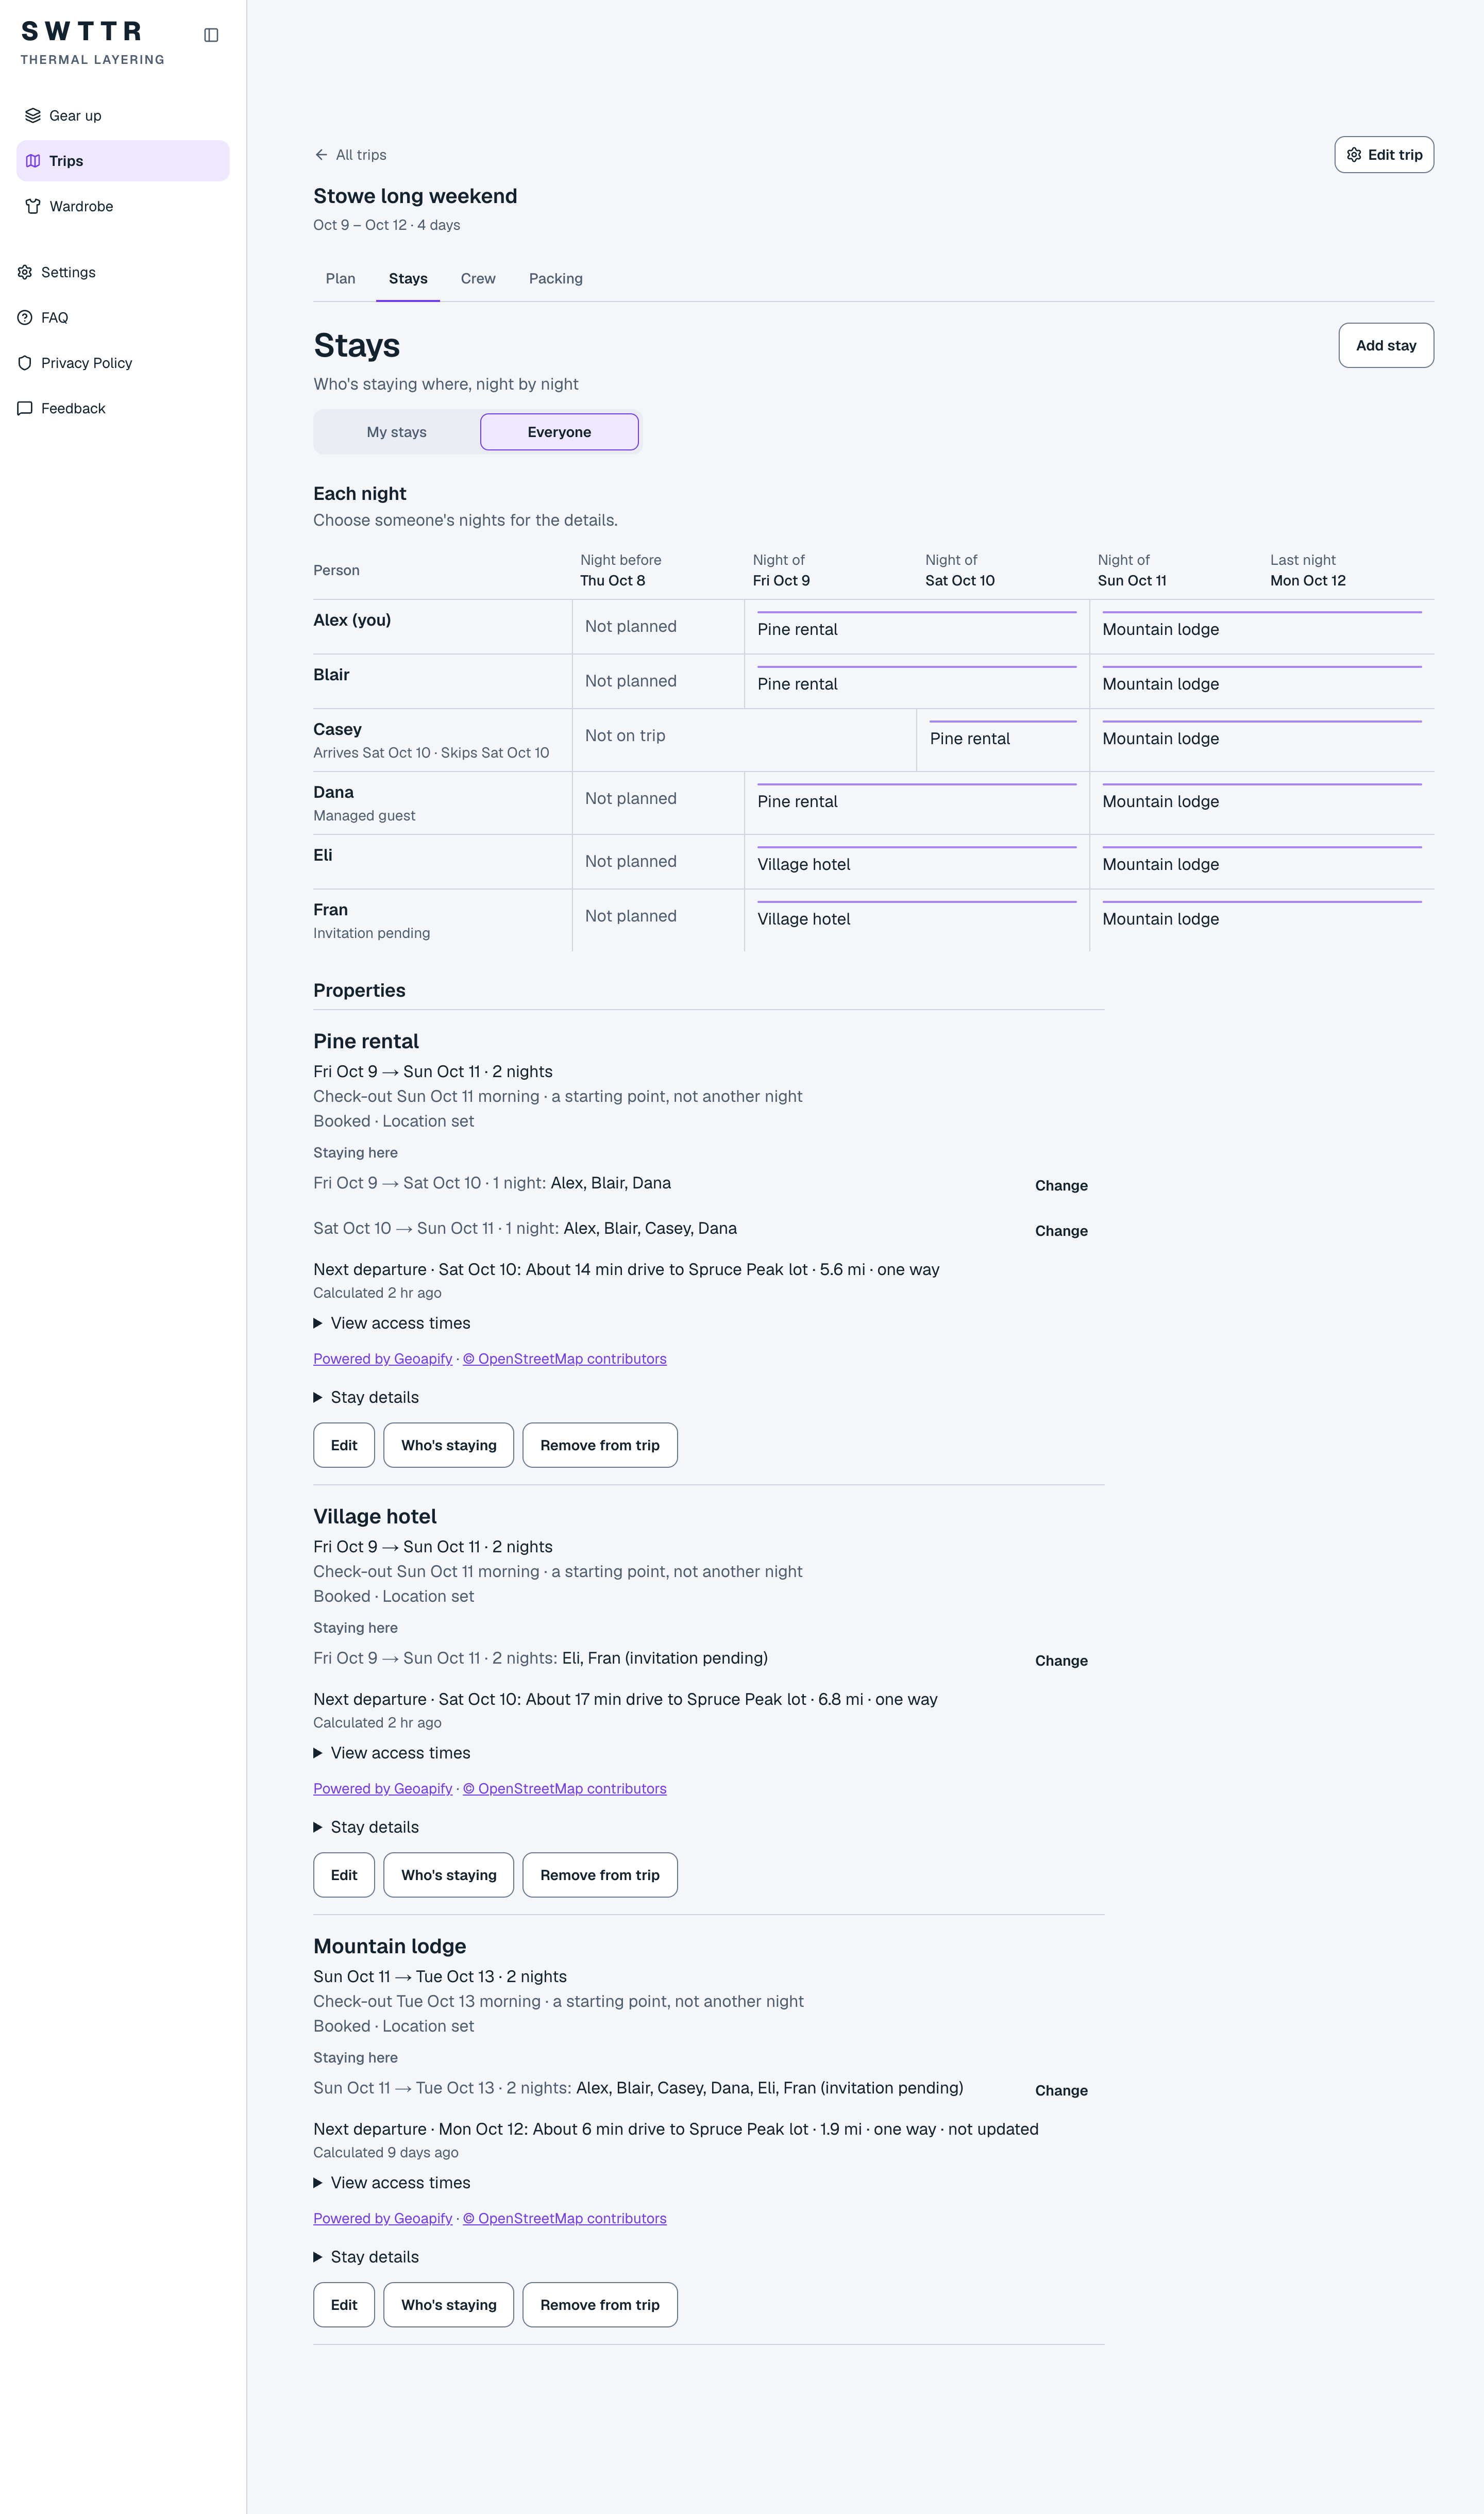 SWTTR
THERMAL LAYERING
Gear up
Trips
Wardrobe
Settings
FAQ
Privacy Policy
Feedback
All trips
Edit trip
Stowe long weekend
Oct 9 – Oct 12 · 4 days
Plan Stays Crew Packing
Stays
Add stay
Who's staying where, night by night
My stays Everyone
Each night
Choose someone's nights for the details.
Person Night before Thu Oct 8 Night of Fri Oct 9 Night of Sat Oct 10 Night of Sun Oct 11 Last night Mon Oct 12
Alex (you) Not planned Pine rental Mountain lodge
Blair Not planned Pine rental Mountain lodge
Casey Not on trip Pine rental Mountain lodge
Arrives Sat Oct 10 · Skips Sat Oct 10
Dana Not planned Pine rental Mountain lodge
Managed guest
Eli Not planned Village hotel Mountain lodge
Fran Not planned Village hotel Mountain lodge
Invitation pending
Properties
Pine rental
Fri Oct 9 → Sun Oct 11 · 2 nights
Check-out Sun Oct 11 morning · a starting point, not another night
Booked · Location set
Staying here
Fri Oct 9 → Sat Oct 10 · 1 night: Alex, Blair, Dana Change
Sat Oct 10 → Sun Oct 11 · 1 night: Alex, Blair, Casey, Dana Change
Next departure · Sat Oct 10: About 14 min drive to Spruce Peak lot · 5.6 mi · one way
Calculated 2 hr ago
▶ View access times
Powered by Geoapify · © OpenStreetMap contributors
▶ Stay details
Edit Who's staying Remove from trip
Village hotel
Fri Oct 9 → Sun Oct 11 · 2 nights
Check-out Sun Oct 11 morning · a starting point, not another night
Booked · Location set
Staying here
Fri Oct 9 → Sun Oct 11 · 2 nights: Eli, Fran (invitation pending) Change
Next departure · Sat Oct 10: About 17 min drive to Spruce Peak lot · 6.8 mi · one way
Calculated 2 hr ago
▶ View access times
Powered by Geoapify · © OpenStreetMap contributors
▶ Stay details
Edit Who's staying Remove from trip
Mountain lodge
Sun Oct 11 → Tue Oct 13 · 2 nights
Check-out Tue Oct 13 morning · a starting point, not another night
Booked · Location set
Staying here
Sun Oct 11 → Tue Oct 13 · 2 nights: Alex, Blair, Casey, Dana, Eli, Fran (invitation pending) Change
Next departure · Mon Oct 12: About 6 min drive to Spruce Peak lot · 1.9 mi · one way · not updated
Calculated 9 days ago
▶ View access times
Powered by Geoapify · © OpenStreetMap contributors
▶ Stay details
Edit Who's staying Remove from trip